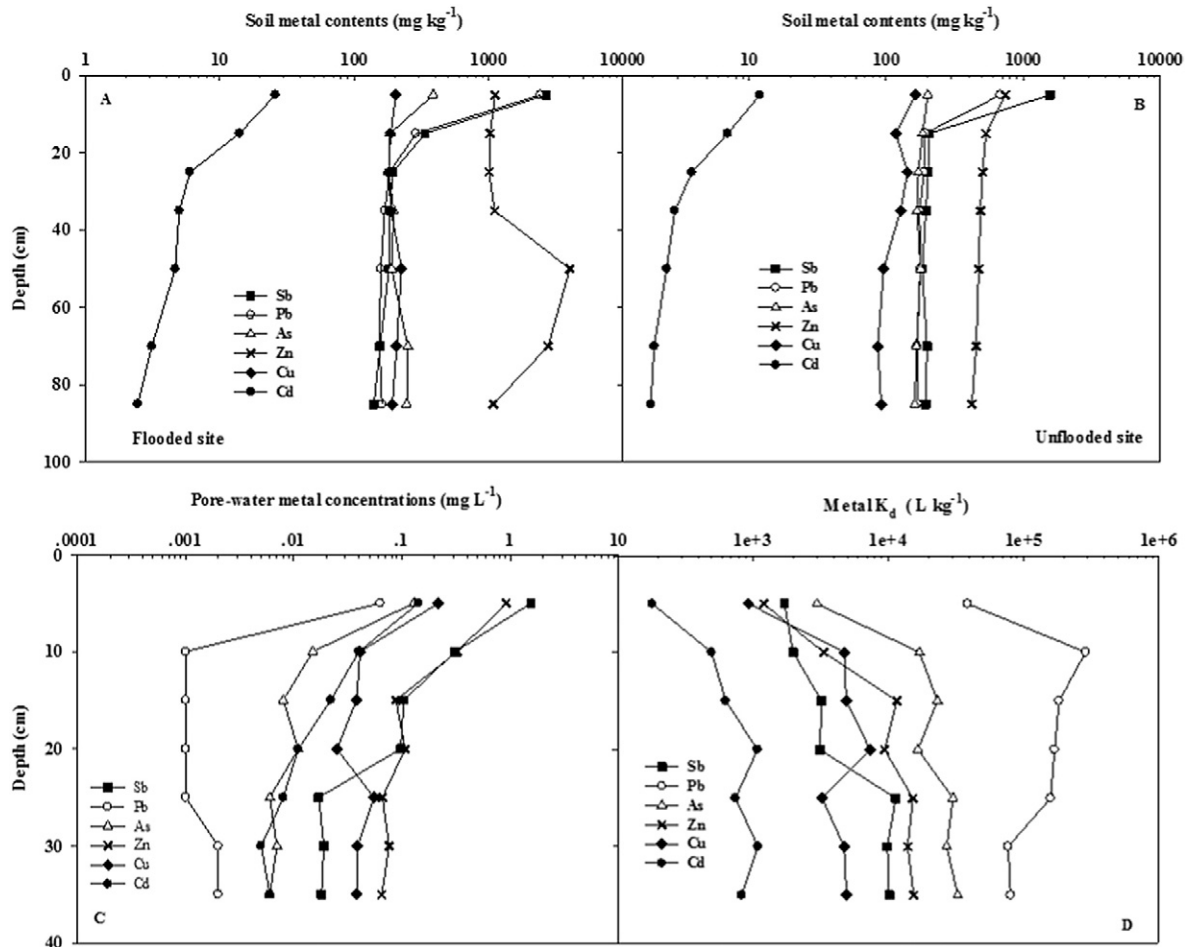 Soil metal contents (mg kg-1)
1 10 100 1000 10000
0
20
40
60
80
100
Depth (cm)
A
Sb
Pb
As
Zn
Cu
Cd
Flooded site
Soil metal contents (mg kg-1)
100 1000 10000
B
Sb
Pb
As
Zn
Cu
Cd
Unflooded site
Pore-water metal concentrations (mg L-1)
.0001 .001 .01 .1 1 10
0
10
20
30
40
Depth (cm)
Sb
Pb
As
Zn
Cu
Cd
C
Metal Kd ( L kg-1)
1e+3 1e+4 1e+5 1e+6
Sb
Pb
As
Zn
Cu
Cd
D